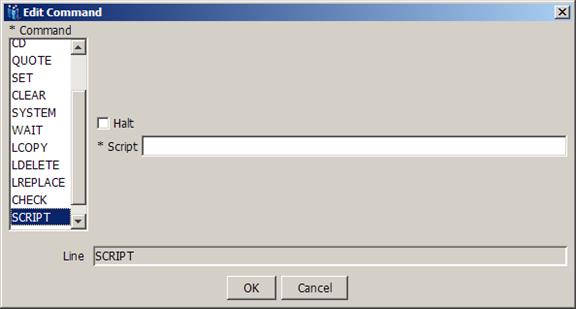 Edit Command
* Command
CD
QUOTE
SET
CLEAR
SYSTEM
WAIT
LCOPY
LDELETE
LREPLACE
CHECK
SCRIPT
Halt
* Script
Line SCRIPT
OK Cancel